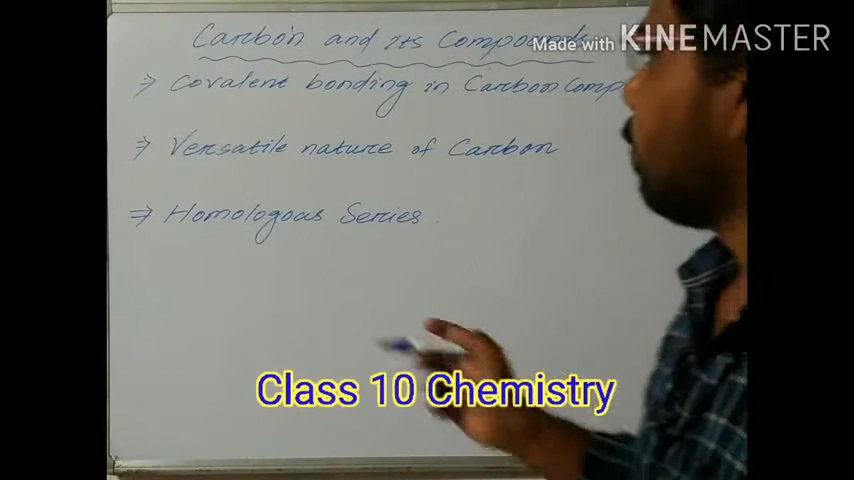 Carbon and its Compounds
Made with KINEMASTER
⇒ Covalent bonding in Carbon Comp
⇒ Versatile nature of Carbon
⇒ Homologous Series.
Class 10 Chemistry